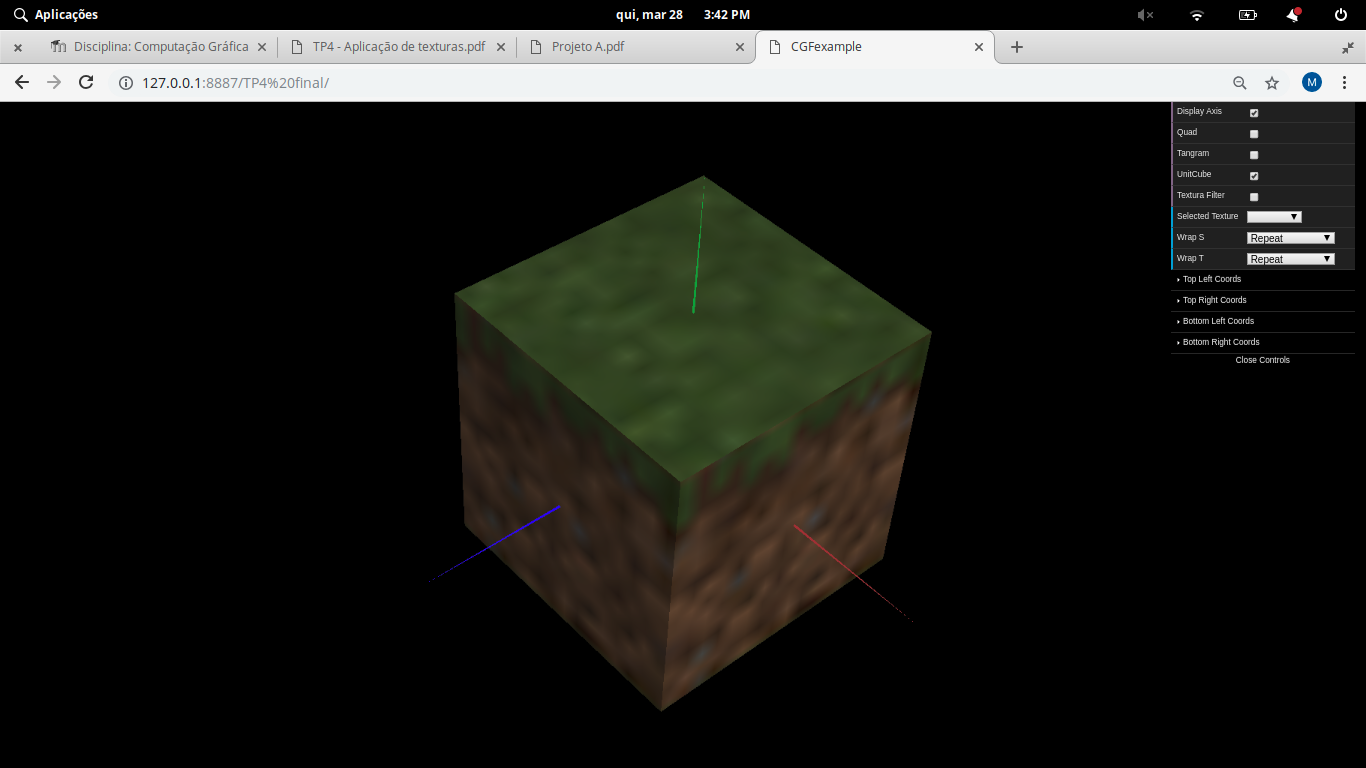 Aplicações qui, mar 28 3:42 PM
Disciplina: Computação Gráfica TP4 - Aplicação de texturas.pdf Projeto A.pdf CGFexample
127.0.0.1:8887/TP4%20final/ M
Display Axis
Quad
Tangram
UnitCube
Textura Filter
Selected Texture
Wrap S Repeat
Wrap T Repeat
Top Left Coords
Top Right Coords
Bottom Left Coords
Bottom Right Coords
Close Controls